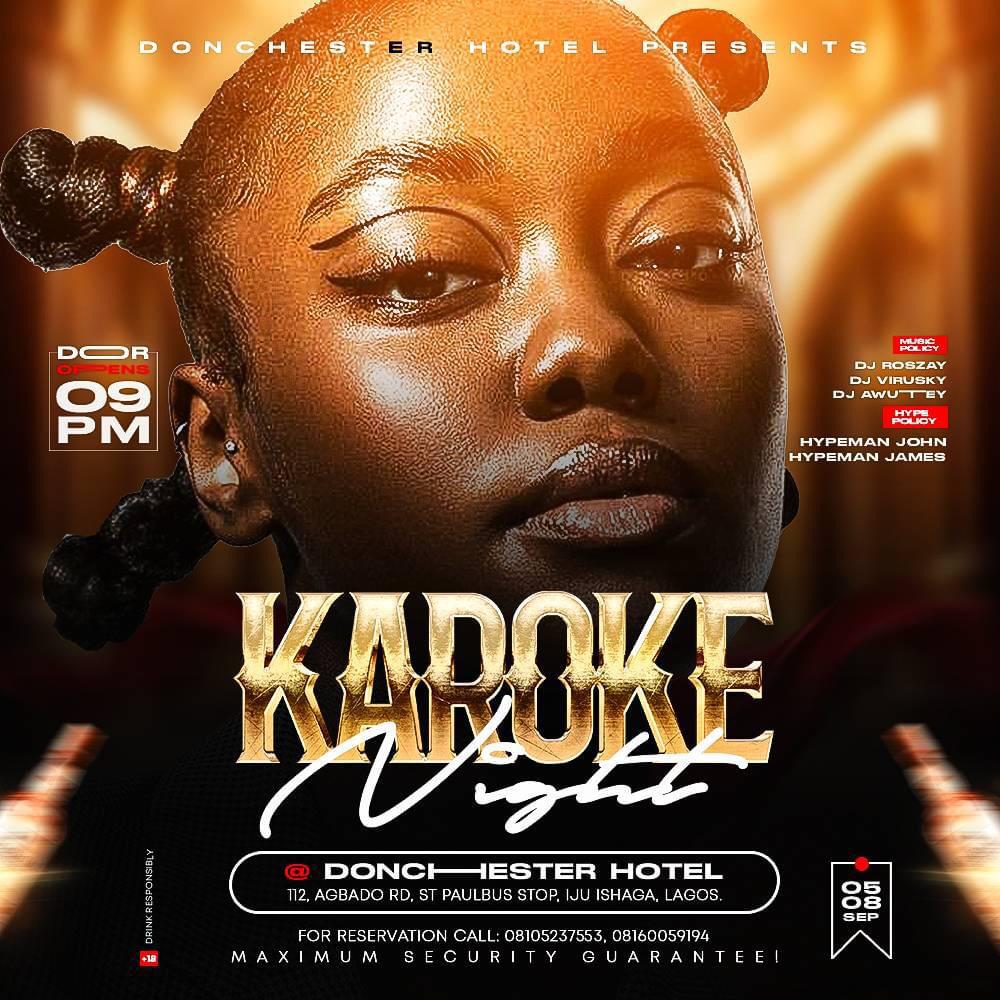 DONCHESTER HOTEL PRESENTS
DOOR
OPENS
09
PM
MUSIC
POLICY
DJ ROSZAY
DJ VIRUSKY
DJ AWUTTEY
HYPE
POLICY
HYPEMAN JOHN
HYPEMAN JAMES
KAROKE
Night
@ DONCHESTER HOTEL
112, AGBADO RD, ST PAULBUS STOP, IJU ISHAGA, LAGOS.
FOR RESERVATION CALL: 08105237553, 08160059194
MAXIMUM SECURITY GUARANTEE!
DRINK RESPONSIBLY
+18
05
08
SEP